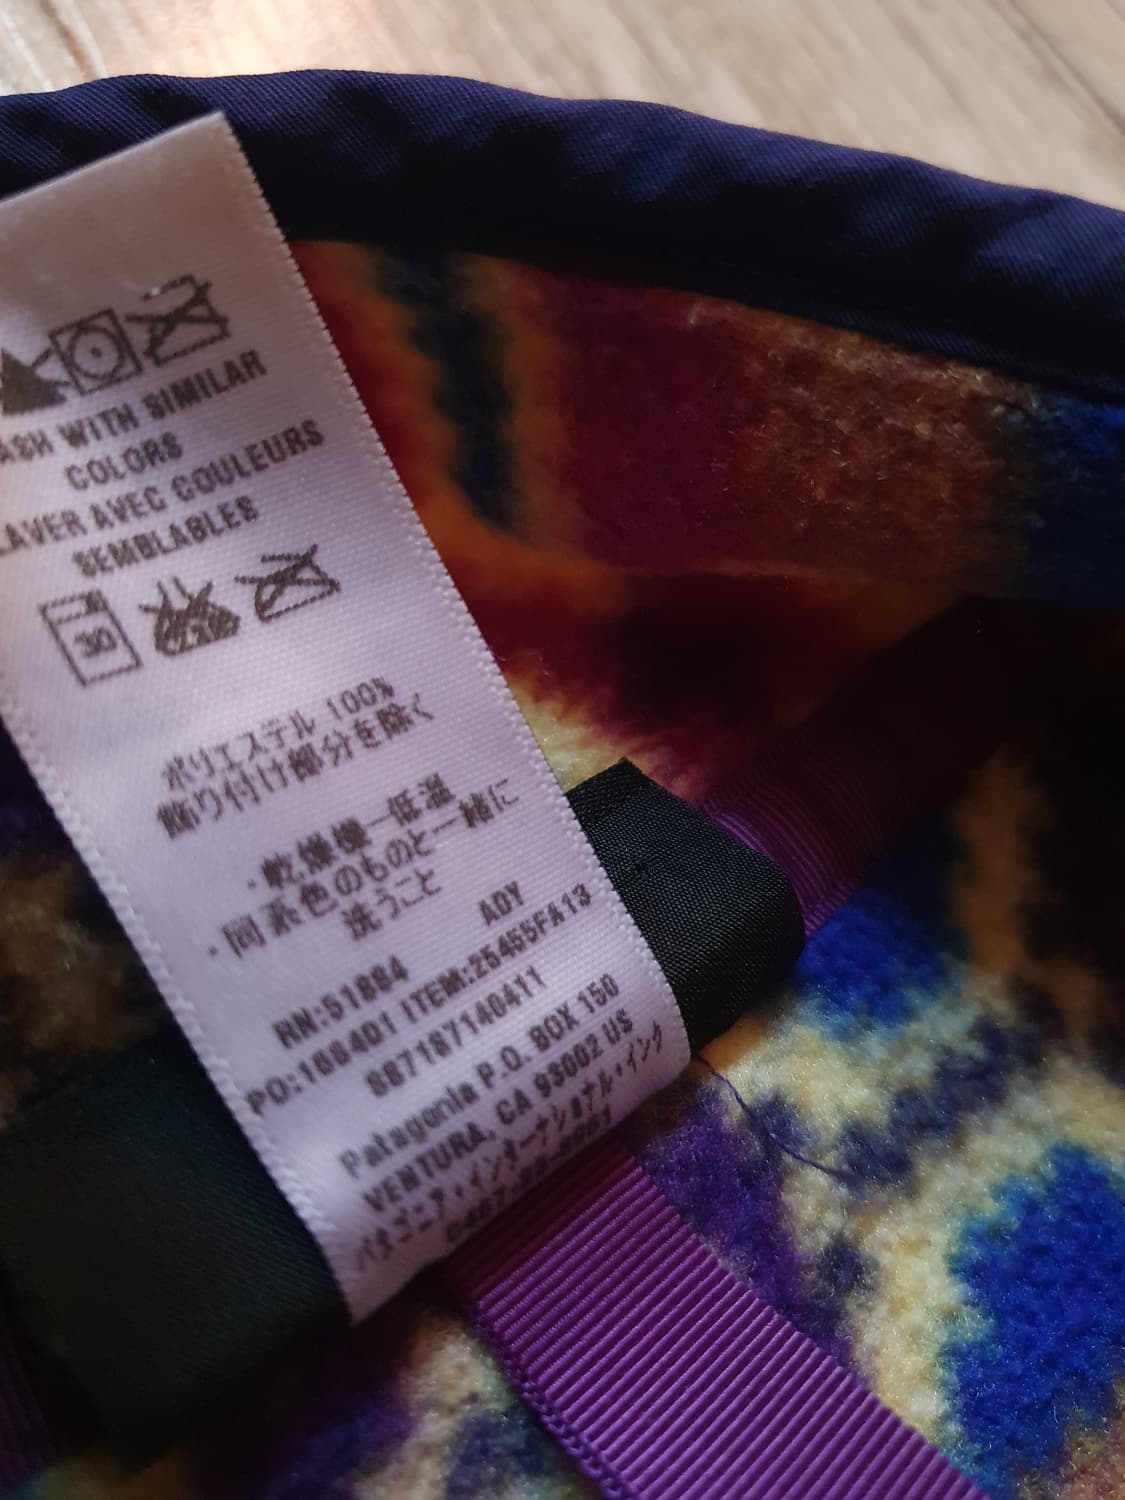 WITH SIMILAR
COLORS
LAVER AVEC COULEURS
SEMBLABLES
30
ポリエステル 100%
飾り付け部分を除く
・乾燥機ー低温
・同系色のものと一緒に
洗うこと
ADY
RN:51884
ITEM:25455FA13
887187140411
Patagonia P.O. BOX 150
VENTURA, CA 93002 US
パタゴニア・インターナショナル・インク